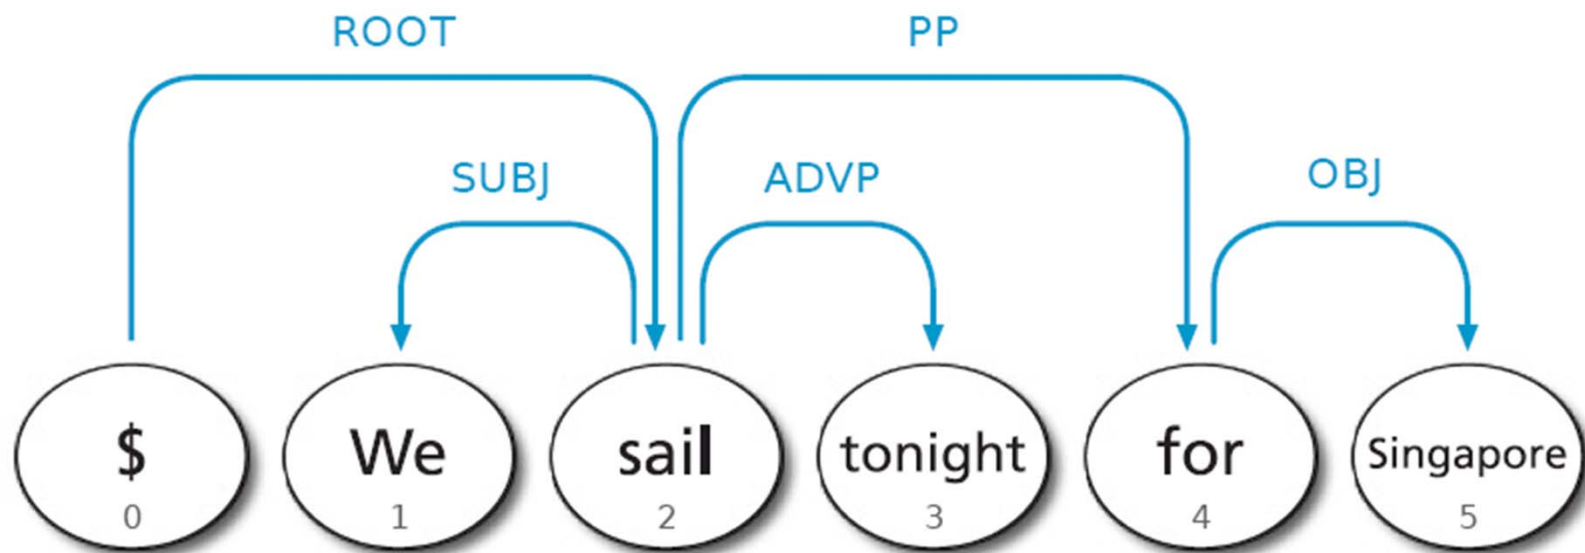 ROOT PP
SUBJ ADVP OBJ
$ We sail tonight for Singapore
0 1 2 3 4 5